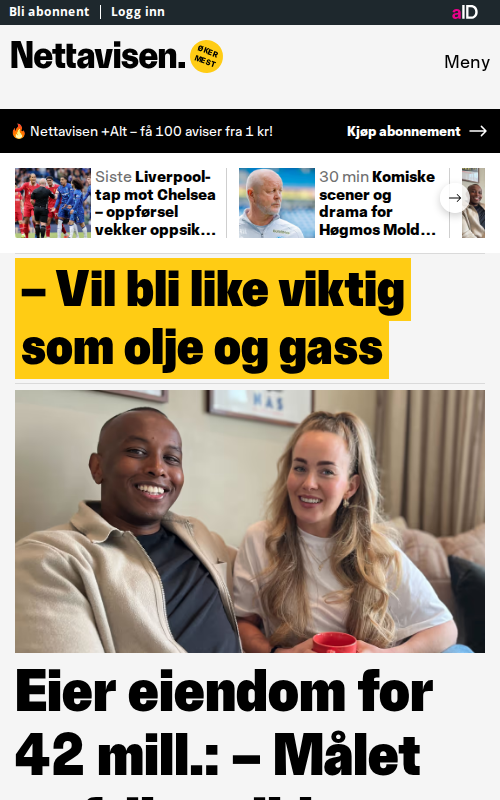 Bli abonnent | Logg inn
aID
Nettavisen.
ØKER
MEST
Meny
🔥 Nettavisen +Alt – få 100 aviser fra 1 kr!
Kjøp abonnement →
Siste Liverpool-
tap mot Chelsea
– oppførsel
vekker oppsik...
30 min Komiske
scener og
drama for
Høgmos Mold...
– Vil bli like viktig
som olje og gass
HAS
Eier eiendom for
42 mill.: – Målet